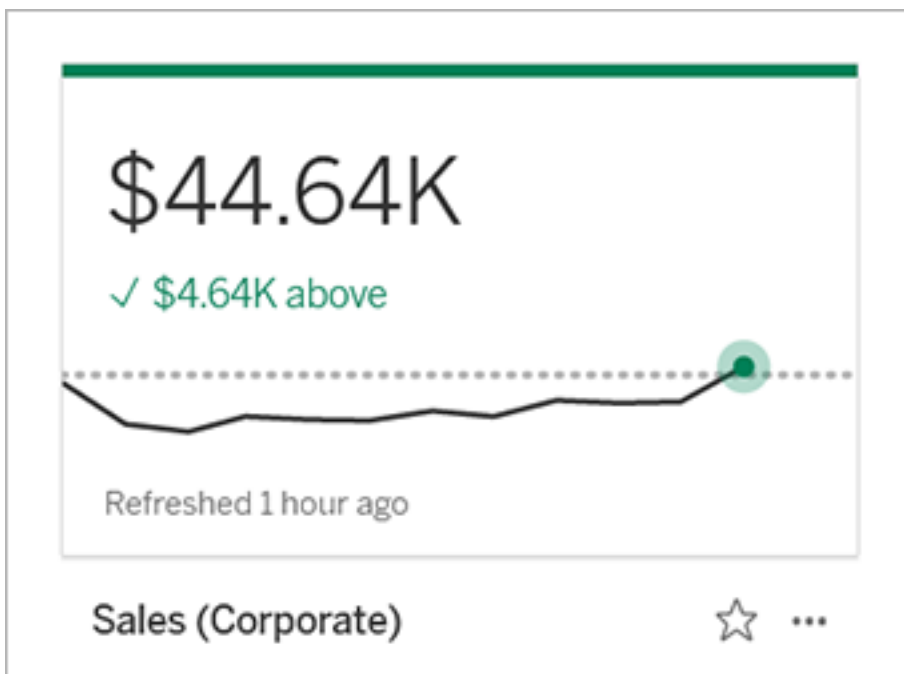 $44.64K
✓ $4.64K above
Refreshed 1 hour ago
Sales (Corporate)